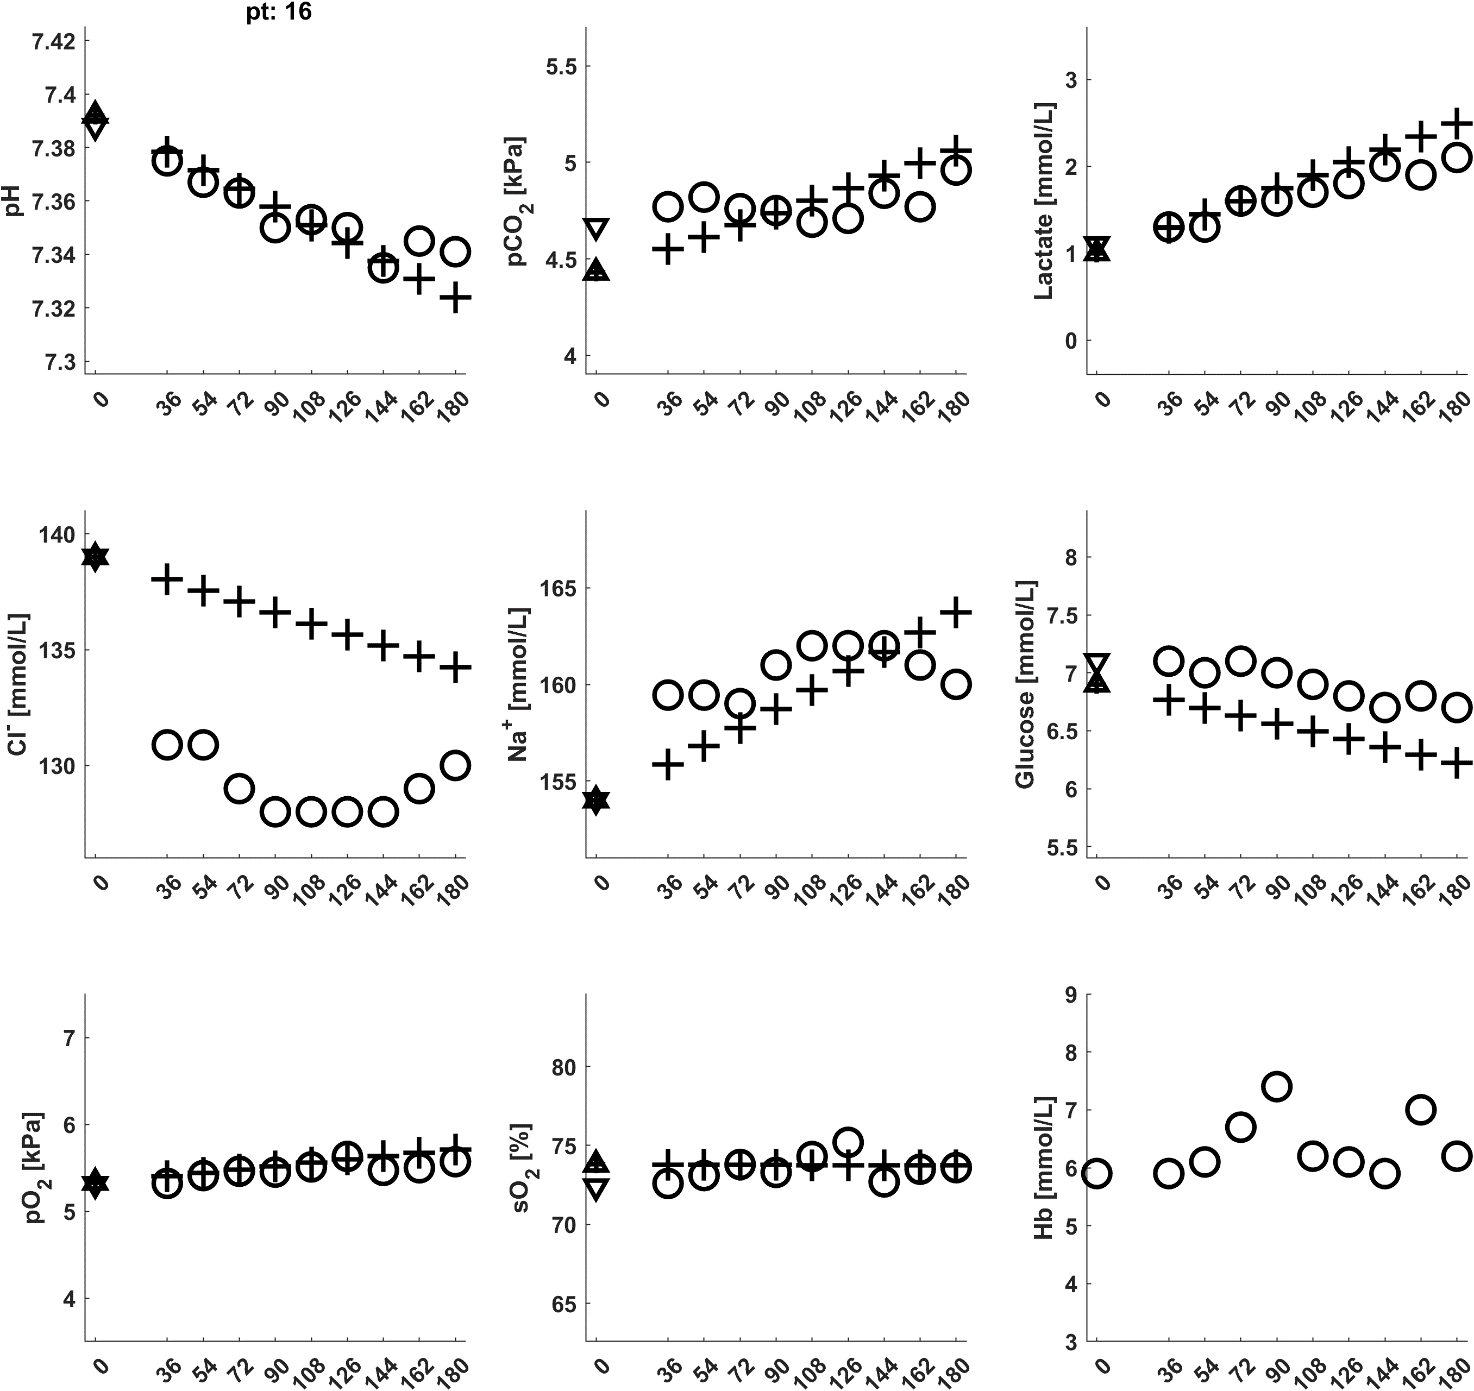 pt: 16
pH
7.42
7.4
7.38
7.36
7.34
7.32
7.3
0 36 54 72 90 108 126 144 162 180
pCO2 [kPa]
5.5
5
4.5
4
0 36 54 72 90 108 126 144 162 180
Lactate [mmol/L]
3
2
1
0
0 36 54 72 90 108 126 144 162 180
Cl- [mmol/L]
140
135
130
0 36 54 72 90 108 126 144 162 180
Na+ [mmol/L]
165
160
155
0 36 54 72 90 108 126 144 162 180
Glucose [mmol/L]
8
7.5
7
6.5
6
5.5
0 36 54 72 90 108 126 144 162 180
pO2 [kPa]
7
6
5
4
0 36 54 72 90 108 126 144 162 180
sO2 [%]
80
75
70
65
0 36 54 72 90 108 126 144 162 180
Hb [mmol/L]
9
8
7
6
5
4
3
0 36 54 72 90 108 126 144 162 180